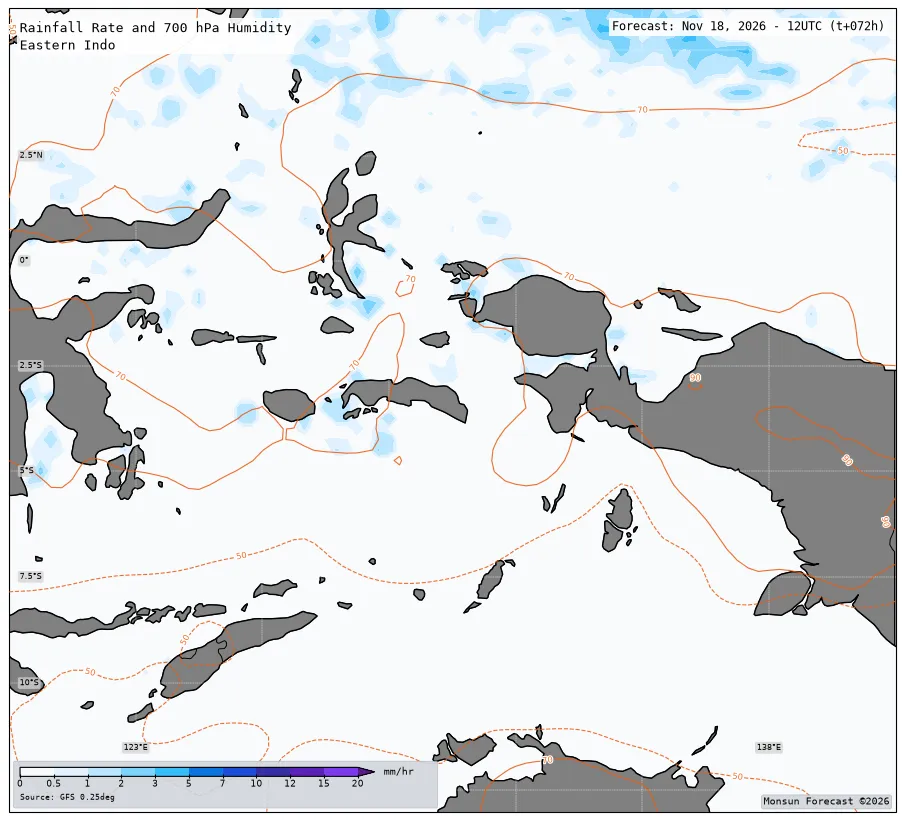 Rainfall Rate and 700 hPa Humidity
Eastern Indo
Forecast: Nov 18, 2026 - 12UTC (t+072h)
70
70
50
2.5°N
0°
70
70
70
2.5°S
70
90
90
5°S
90
50
7.5°S
50
50
10°S
123°E
138°E
70
50
0 0.5 1 2 3 5 7 10 15 20 mm/hr
Source: GFS 0.25deg
Monsun Forecast ©2026